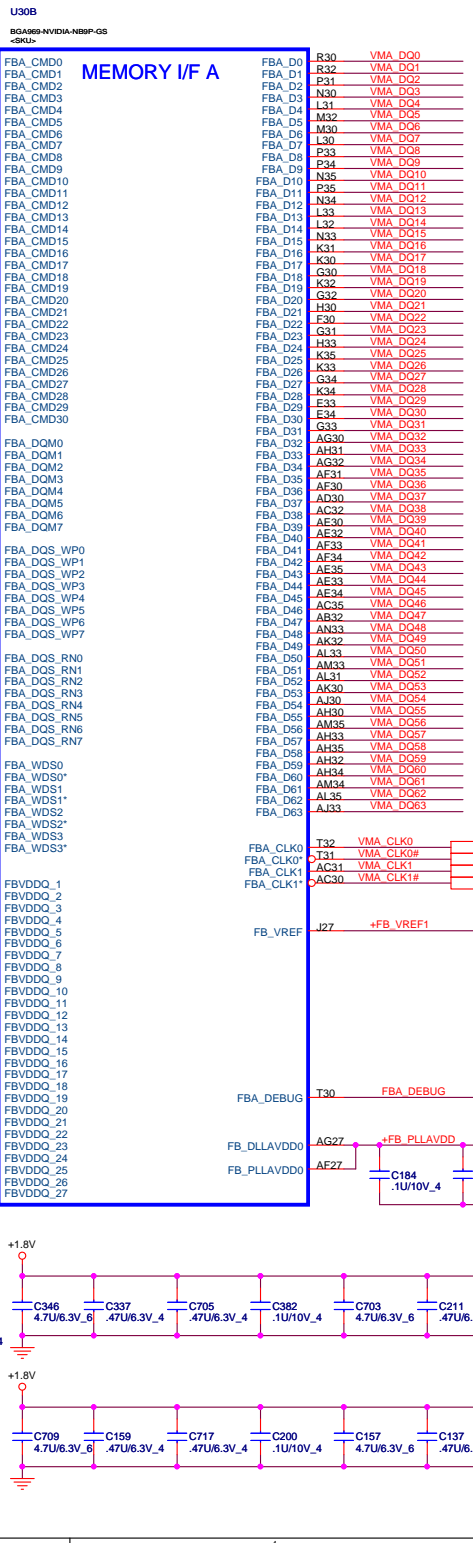 U30B
BGA969-NVIDIA-NB9P-GS
<SKU>
MEMORY I/F A
FBA_CMD0
FBA_CMD1
FBA_CMD2
FBA_CMD3
FBA_CMD4
FBA_CMD5
FBA_CMD6
FBA_CMD7
FBA_CMD8
FBA_CMD9
FBA_CMD10
FBA_CMD11
FBA_CMD12
FBA_CMD13
FBA_CMD14
FBA_CMD15
FBA_CMD16
FBA_CMD17
FBA_CMD18
FBA_CMD19
FBA_CMD20
FBA_CMD21
FBA_CMD22
FBA_CMD23
FBA_CMD24
FBA_CMD25
FBA_CMD26
FBA_CMD27
FBA_CMD28
FBA_CMD29
FBA_CMD30
FBA_DQM0
FBA_DQM1
FBA_DQM2
FBA_DQM3
FBA_DQM4
FBA_DQM5
FBA_DQM6
FBA_DQM7
FBA_DQS_WP0
FBA_DQS_WP1
FBA_DQS_WP2
FBA_DQS_WP3
FBA_DQS_WP4
FBA_DQS_WP5
FBA_DQS_WP6
FBA_DQS_WP7
FBA_DQS_RN0
FBA_DQS_RN1
FBA_DQS_RN2
FBA_DQS_RN3
FBA_DQS_RN4
FBA_DQS_RN5
FBA_DQS_RN6
FBA_DQS_RN7
FBA_WDS0
FBA_WDS0*
FBA_WDS1
FBA_WDS1*
FBA_WDS2
FBA_WDS2*
FBA_WDS3
FBA_WDS3*
FBVDDQ_1
FBVDDQ_2
FBVDDQ_3
FBVDDQ_4
FBVDDQ_5
FBVDDQ_6
FBVDDQ_7
FBVDDQ_8
FBVDDQ_9
FBVDDQ_10
FBVDDQ_11
FBVDDQ_12
FBVDDQ_13
FBVDDQ_14
FBVDDQ_15
FBVDDQ_16
FBVDDQ_17
FBVDDQ_18
FBVDDQ_19
FBVDDQ_20
FBVDDQ_21
FBVDDQ_22
FBVDDQ_23
FBVDDQ_24
FBVDDQ_25
FBVDDQ_26
FBVDDQ_27
FBA_D0 R30 VMA_DQ0
FBA_D1 R32 VMA_DQ1
FBA_D2 P31 VMA_DQ2
FBA_D3 N30 VMA_DQ3
FBA_D4 L31 VMA_DQ4
FBA_D5 M32 VMA_DQ5
FBA_D6 M30 VMA_DQ6
FBA_D7 L30 VMA_DQ7
FBA_D8 P33 VMA_DQ8
FBA_D9 P34 VMA_DQ9
FBA_D10 N35 VMA_DQ10
FBA_D11 P35 VMA_DQ11
FBA_D12 N34 VMA_DQ12
FBA_D13 L33 VMA_DQ13
FBA_D14 L32 VMA_DQ14
FBA_D15 N33 VMA_DQ15
FBA_D16 K31 VMA_DQ16
FBA_D17 K30 VMA_DQ17
FBA_D18 G30 VMA_DQ18
FBA_D19 K32 VMA_DQ19
FBA_D20 G32 VMA_DQ20
FBA_D21 H30 VMA_DQ21
FBA_D22 F30 VMA_DQ22
FBA_D23 G31 VMA_DQ23
FBA_D24 H33 VMA_DQ24
FBA_D25 K35 VMA_DQ25
FBA_D26 K33 VMA_DQ26
FBA_D27 G34 VMA_DQ27
FBA_D28 K34 VMA_DQ28
FBA_D29 E33 VMA_DQ29
FBA_D30 E34 VMA_DQ30
FBA_D31 G33 VMA_DQ31
FBA_D32 AG30 VMA_DQ32
FBA_D33 AH31 VMA_DQ33
FBA_D34 AG32 VMA_DQ34
FBA_D35 AF31 VMA_DQ35
FBA_D36 AF30 VMA_DQ36
FBA_D37 AD30 VMA_DQ37
FBA_D38 AC32 VMA_DQ38
FBA_D39 AE30 VMA_DQ39
FBA_D40 AE32 VMA_DQ40
FBA_D41 AF33 VMA_DQ41
FBA_D42 AF34 VMA_DQ42
FBA_D43 AE35 VMA_DQ43
FBA_D44 AE33 VMA_DQ44
FBA_D45 AE34 VMA_DQ45
FBA_D46 AC35 VMA_DQ46
FBA_D47 AB32 VMA_DQ47
FBA_D48 AN33 VMA_DQ48
FBA_D49 AK32 VMA_DQ49
FBA_D50 AL33 VMA_DQ50
FBA_D51 AM33 VMA_DQ51
FBA_D52 AL31 VMA_DQ52
FBA_D53 AK30 VMA_DQ53
FBA_D54 AJ30 VMA_DQ54
FBA_D55 AH30 VMA_DQ55
FBA_D56 AM35 VMA_DQ56
FBA_D57 AH33 VMA_DQ57
FBA_D58 AH35 VMA_DQ58
FBA_D59 AH32 VMA_DQ59
FBA_D60 AH34 VMA_DQ60
FBA_D61 AM34 VMA_DQ61
FBA_D62 AL35 VMA_DQ62
FBA_D63 AJ33 VMA_DQ63
FBA_CLK0 T32 VMA_CLK0
FBA_CLK0* T31 VMA_CLK0#
FBA_CLK1 AC31 VMA_CLK1
FBA_CLK1* AC30 VMA_CLK1#
FB_VREF J27 +FB_VREF1
FBA_DEBUG T30 FBA_DEBUG
FB_DLLAVDD0 AG27 +FB_PLLAVDD
FB_PLLAVDD0 AF27
C184
.1U/10V_4
+1.8V
C346 C337 C705 C382 C703 C211
4.7U/6.3V_6 .47U/6.3V_4 .47U/6.3V_4 .1U/10V_4 4.7U/6.3V_6 .47U/6.
+1.8V
C709 C159 C717 C200 C157 C137
4.7U/6.3V_6 .47U/6.3V_4 .47U/6.3V_4 .1U/10V_4 4.7U/6.3V_6 .47U/6.